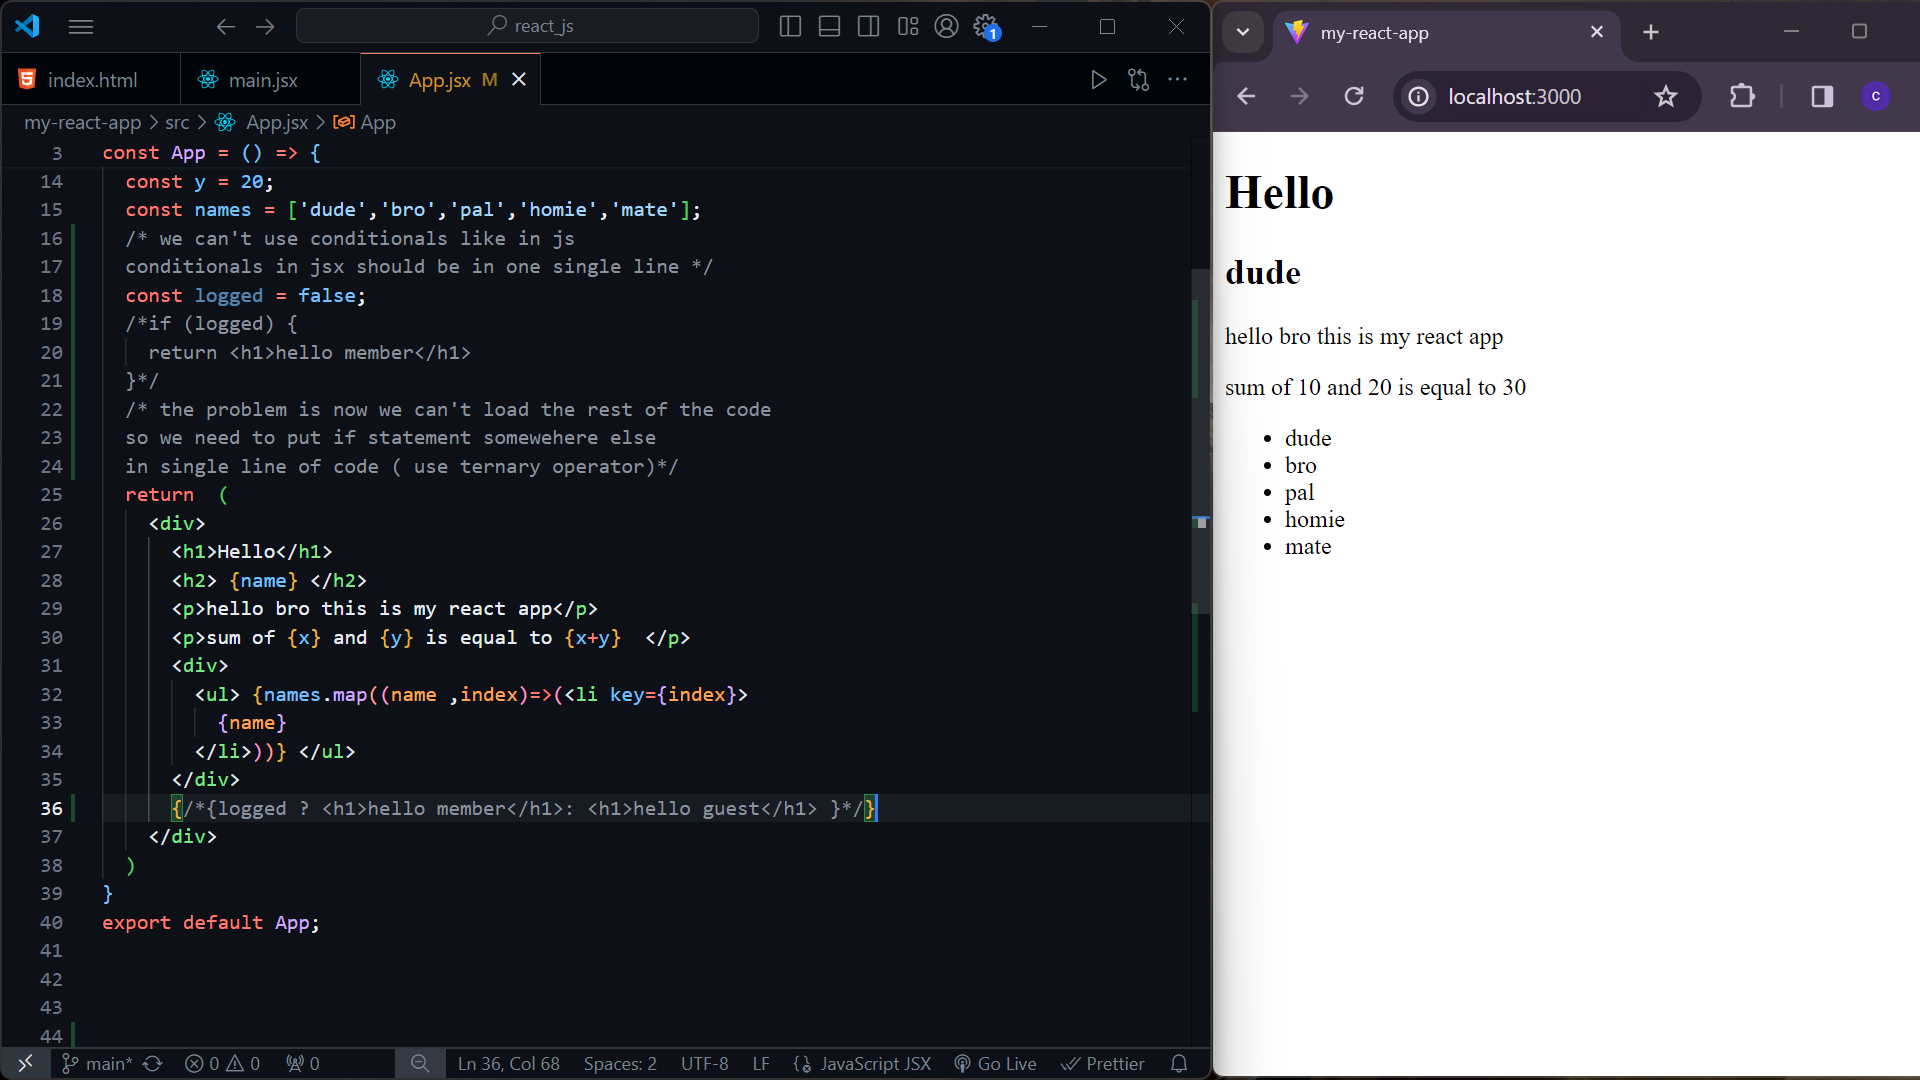 react_js
1
index.html
main.jsx
App.jsx M
my-react-app > src > App.jsx > App
3 const App = () => {
14 const y = 20;
15 const names = ['dude','bro','pal','homie','mate'];
16 /* we can't use conditionals like in js
17 conditionals in jsx should be in one single line */
18 const logged = false;
19 /*if (logged) {
20 return <h1>hello member</h1>
21 }*/
22 /* the problem is now we can't load the rest of the code
23 so we need to put if statement somewehere else
24 in single line of code ( use ternary operator)*/
25 return  (
26 <div>
27 <h1>Hello</h1>
28 <h2> {name} </h2>
29 <p>hello bro this is my react app</p>
30 <p>sum of {x} and {y} is equal to {x+y}  </p>
31 <div>
32 <ul> {names.map((name ,index)=>(<li key={index}>
33 {name}
34 </li>))} </ul>
35 </div>
36 {/*{logged ? <h1>hello member</h1>: <h1>hello guest</h1> }*/}
37 </div>
38 )
39 }
40 export default App;
41
42
43
44
main* 0 0 0 Ln 36, Col 68 Spaces: 2 UTF-8 LF JavaScript JSX Go Live Prettier
my-react-app
localhost:3000
C
Hello
dude
hello bro this is my react app
sum of 10 and 20 is equal to 30
dude
bro
pal
homie
mate